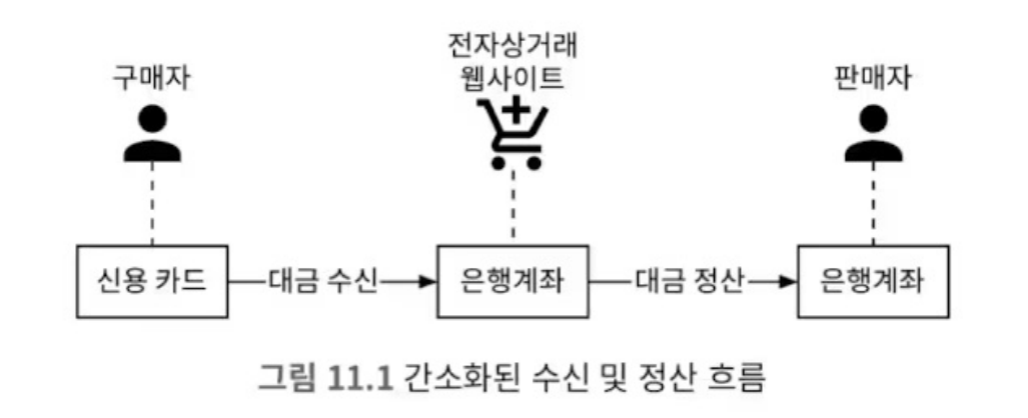 구매자
전자상거래
웹사이트
판매자
신용 카드
대금 수신
은행계좌
대금 정산
은행계좌
그림 11.1 간소화된 수신 및 정산 흐름